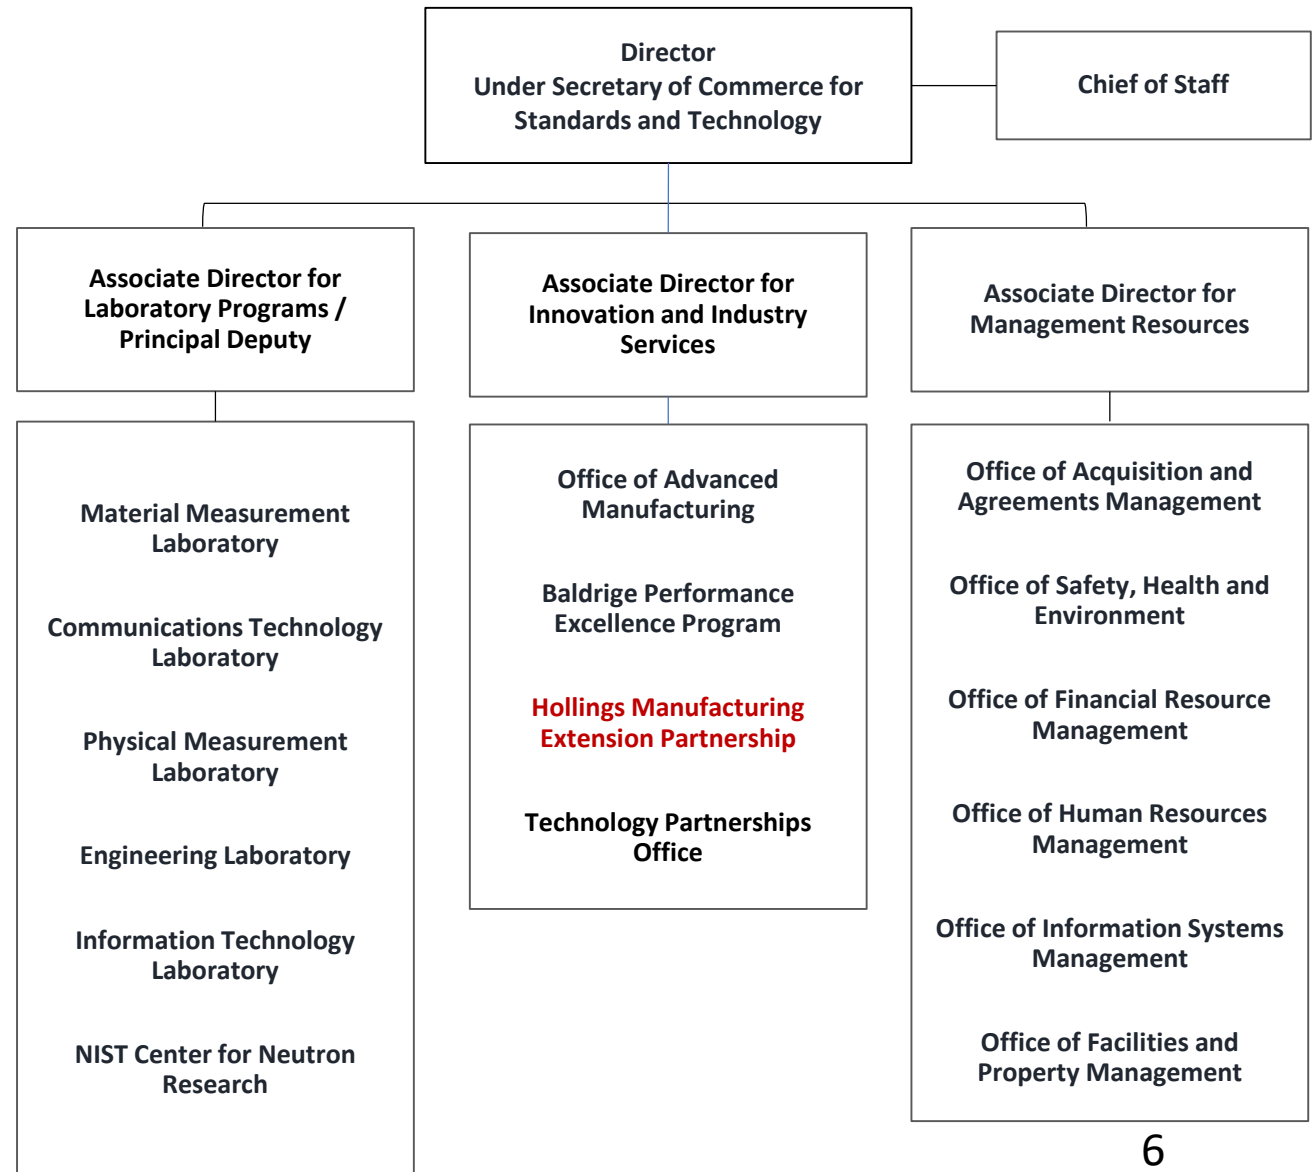 Director
Under Secretary of Commerce for
Standards and Technology
Chief of Staff
Associate Director for
Laboratory Programs /
Principal Deputy
Associate Director for
Innovation and Industry
Services
Associate Director for
Management Resources
Material Measurement
Laboratory
Communications Technology
Laboratory
Physical Measurement
Laboratory
Engineering Laboratory
Information Technology
Laboratory
NIST Center for Neutron
Research
Office of Advanced
Manufacturing
Baldrige Performance
Excellence Program
Hollings Manufacturing
Extension Partnership
Technology Partnerships
Office
Office of Acquisition and
Agreements Management
Office of Safety, Health and
Environment
Office of Financial Resource
Management
Office of Human Resources
Management
Office of Information Systems
Management
Office of Facilities and
Property Management
6